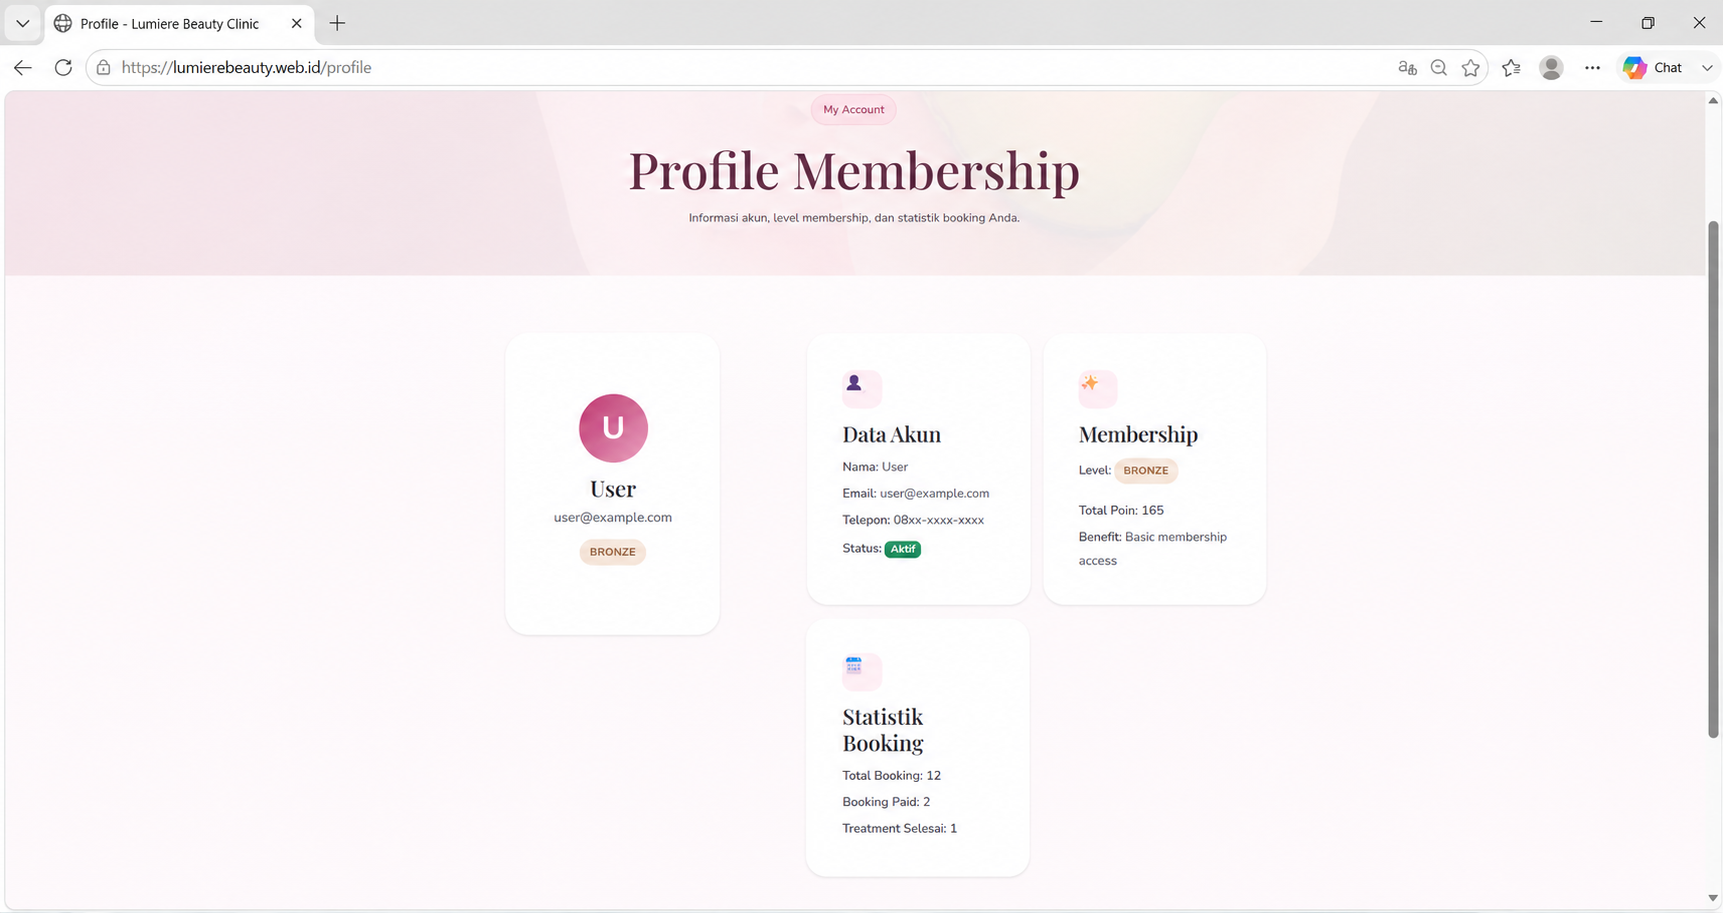 Profile - Lumiere Beauty Clinic
https://lumierebeauty.web.id/profile
Chat
My Account
Profile Membership
Informasi akun, level membership, dan statistik booking Anda.
U
User
user@example.com
BRONZE
Data Akun
Nama: User
Email: user@example.com
Telepon: 08xx-xxxx-xxxx
Status: Aktif
Membership
Level: BRONZE
Total Poin: 165
Benefit: Basic membership
access
Statistik
Booking
Total Booking: 12
Booking Paid: 2
Treatment Selesai: 1